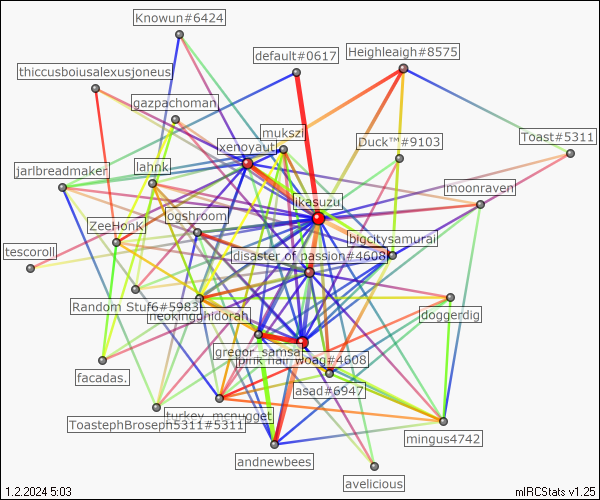 Knowun#6424
default#0617
Heighleaigh#8575
thiccusboiusalexusjoneus
gazpachoman
mukszi
Duck™#9103
Toast#5311
xenoyaut
jarlbreadmaker
lahnk
moonraven
ikasuzu
ogshroom
ZeeHonk
bigcitysamurai
tescoroll
disaster of passion#4608
Random Stuf6#5983
neokingghidorah
doggerdig
gregor_samsa
pink hair woag#4608
facadas.
asad#6947
turkey_mcnugget
ToastephBroseph5311#5311
mingus4742
andnewbees
avelicious
1.2.2024 5:03
mIRCStats v1.25